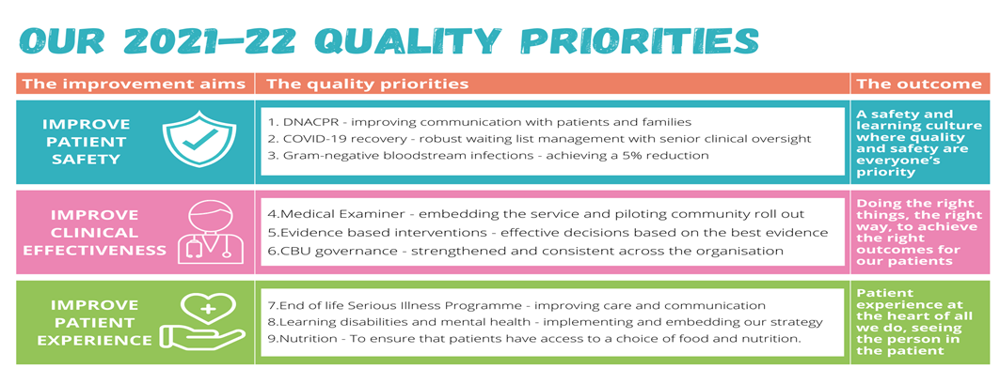 OUR 2021–22 QUALITY PRIORITIES
The improvement aims
The quality priorities
The outcome
IMPROVE
PATIENT
SAFETY
1. DNACPR - improving communication with patients and families
2. COVID-19 recovery - robust waiting list management with senior clinical oversight
3. Gram-negative bloodstream infections - achieving a 5% reduction
A safety and
learning culture
where quality
and safety are
everyone's
priority
IMPROVE
CLINICAL
EFFECTIVENESS
4.Medical Examiner - embedding the service and piloting community roll out
5.Evidence based interventions - effective decisions based on the best evidence
6.CBU governance - strengthened and consistent across the organisation
Doing the right
things, the right
way, to achieve
the right
outcomes for
our patients
IMPROVE
PATIENT
EXPERIENCE
7.End of life Serious Illness Programme - improving care and communication
8.Learning disabilities and mental health - implementing and embedding our strategy
9.Nutrition - To ensure that patients have access to a choice of food and nutrition.
Patient
experience at
the heart of all
we do, seeing
the person in
the patient